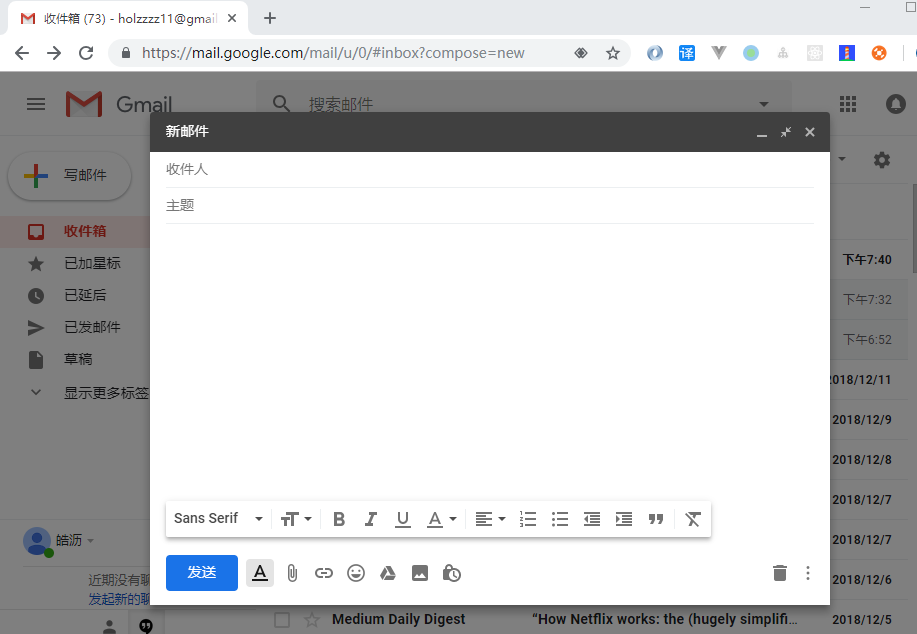 收件箱 (73) - holzzzz11@gmail
https://mail.google.com/mail/u/0/#inbox?compose=new
译
Gmail
搜索邮件
新邮件
收件人
主题
写邮件
收件箱
已加星标
已延后
已发邮件
草稿
显示更多标签
下午7:40
下午7:32
下午6:52
2018/12/11
2018/12/9
2018/12/8
2018/12/7
2018/12/7
2018/12/6
2018/12/5
Sans Serif
发送
皓沥
近期没有聊
发起新的聊
Medium Daily Digest
“How Netflix works: the (hugely simplifi…